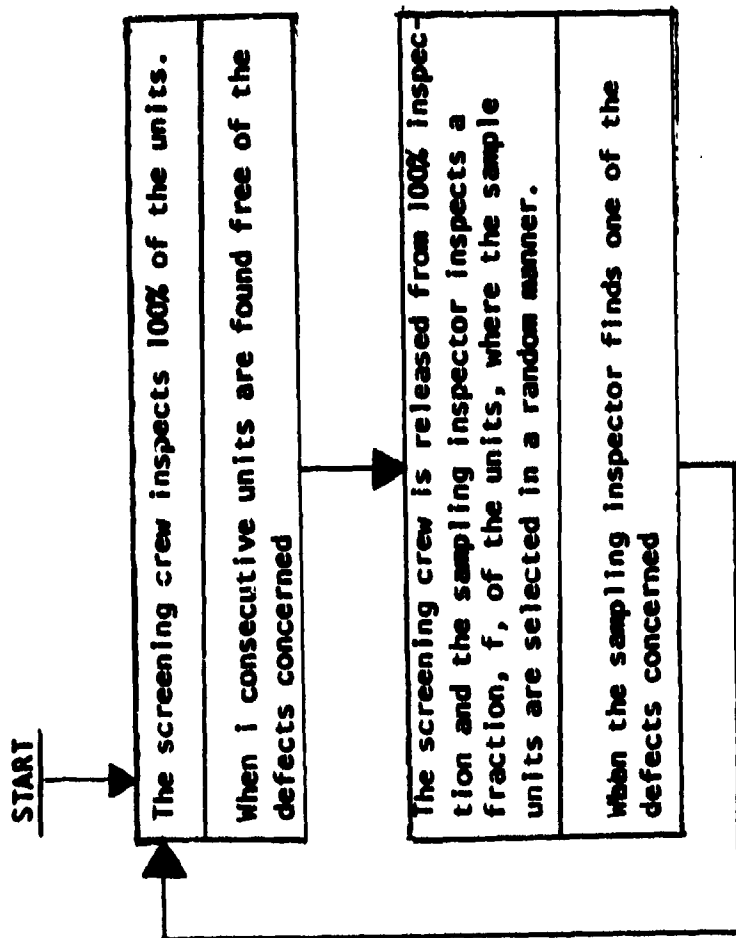 START
The screening crew inspects 100% of the units.
When i consecutive units are found free of the
defects concerned
The screening crew is released from 100% inspec-
tion and the sampling inspector inspects a
fraction, f, of the units, where the sample
units are selected in a random manner.
When the sampling inspector finds one of the
defects concerned